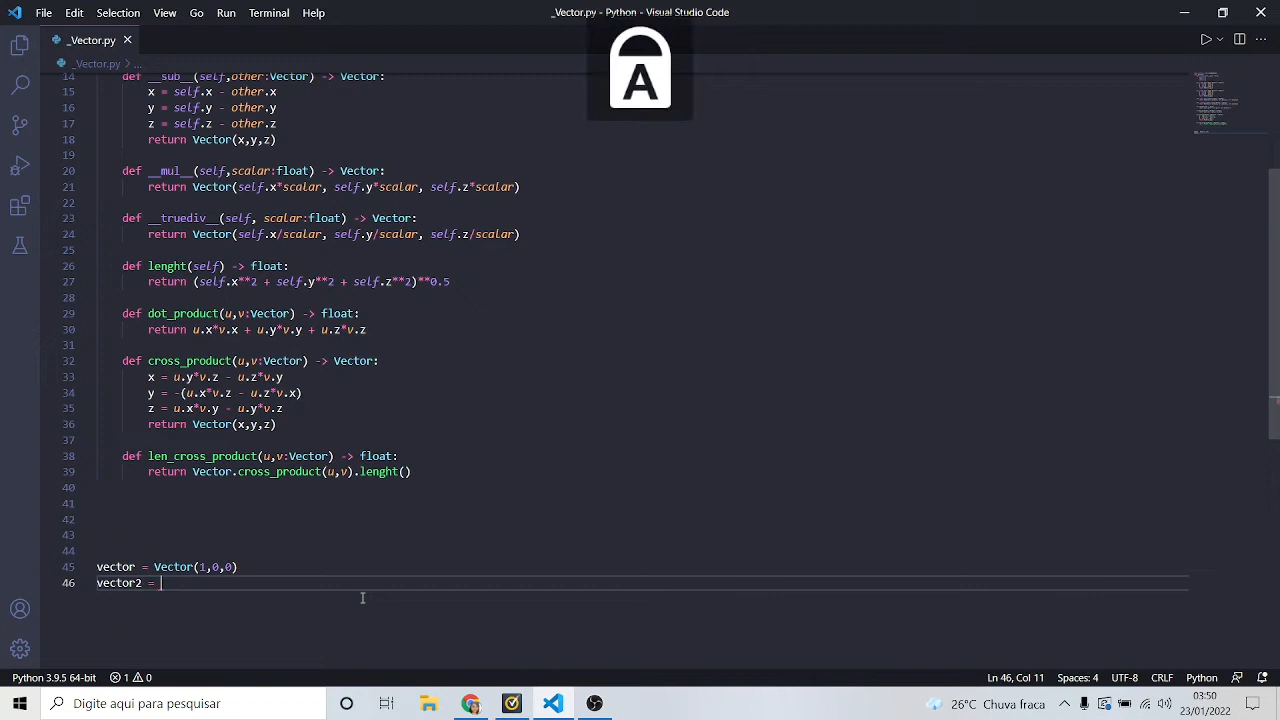 File Edit Selection View Go Run Terminal Help _Vector.py - Python - Visual Studio Code
_Vector.py
_Vector.py > ...
A
14 def __sub__(self,other:Vector) -> Vector:
15 x = self.x - other.x
16 y = self.y - other.y
17 z = self.z - other.z
18 return Vector(x,y,z)
19
20 def __mul__(self,scalar:float) -> Vector:
21 return Vector(self.x*scalar, self.y*scalar, self.z*scalar)
22
23 def __truediv__(self, scalar:float) -> Vector:
24 return Vector(self.x/scalar, self.y/scalar, self.z/scalar)
25
26 def lenght(self) -> float:
27 return (self.x**2 + self.y**2 + self.z**2)**0.5
28
29 def dot_product(u,v:Vector) -> float:
30 return u.x*v.x + u.y*v.y + u.z*v.z
31
32 def cross_product(u,v:Vector) -> Vector:
33 x = u.y*v.z - u.z*v.y
34 y = -(u.x*v.z - u.z*v.x)
35 z = u.x*v.y - u.y*v.z
36 return Vector(x,y,z)
37
38 def len_cross_product(u,v:Vector) -> float:
39 return Vector.cross_product(u,v).lenght()
40
41
42
43
44
45 vector = Vector(1,0,0)
46 vector2 =
Python 3.9.5 64-bit 1 0 Ln 46, Col 11 Spaces: 4 UTF-8 CRLF Python
Digite aqui para pesquisar 26°C Chuva fraca 03:50
23/01/2022